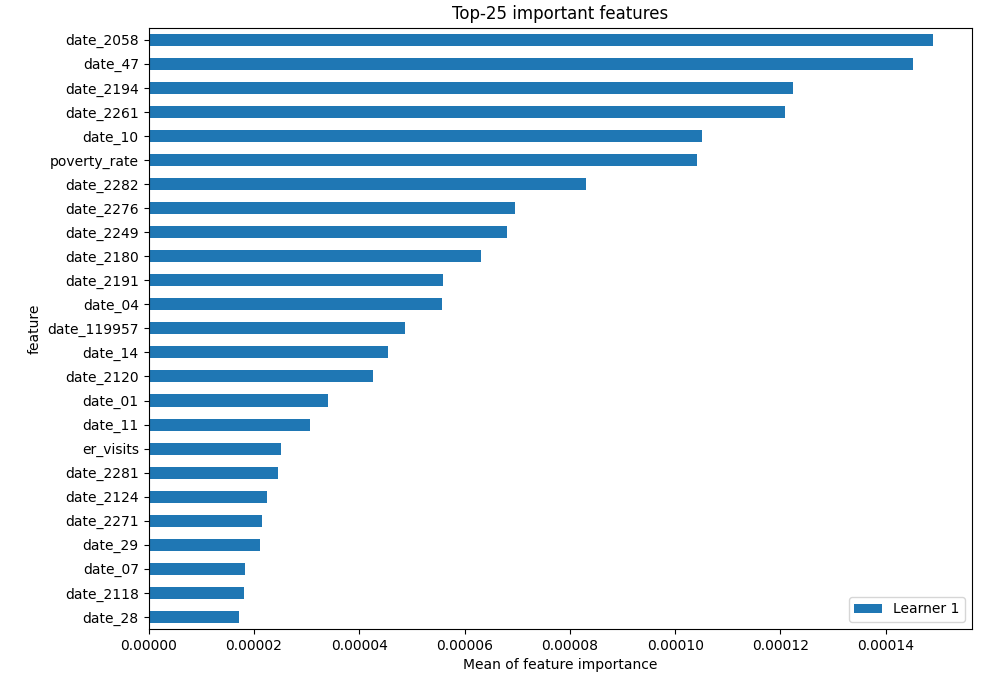 Top-25 important features
date_2058
date_47
date_2194
date_2261
date_10
poverty_rate
date_2282
date_2276
date_2249
date_2180
date_2191
date_04
date_119957
date_14
date_2120
date_01
date_11
er_visits
date_2281
date_2124
date_2271
date_29
date_07
date_2118
date_28
feature
Learner 1
0.00000 0.00002 0.00004 0.00006 0.00008 0.00010 0.00012 0.00014
Mean of feature importance